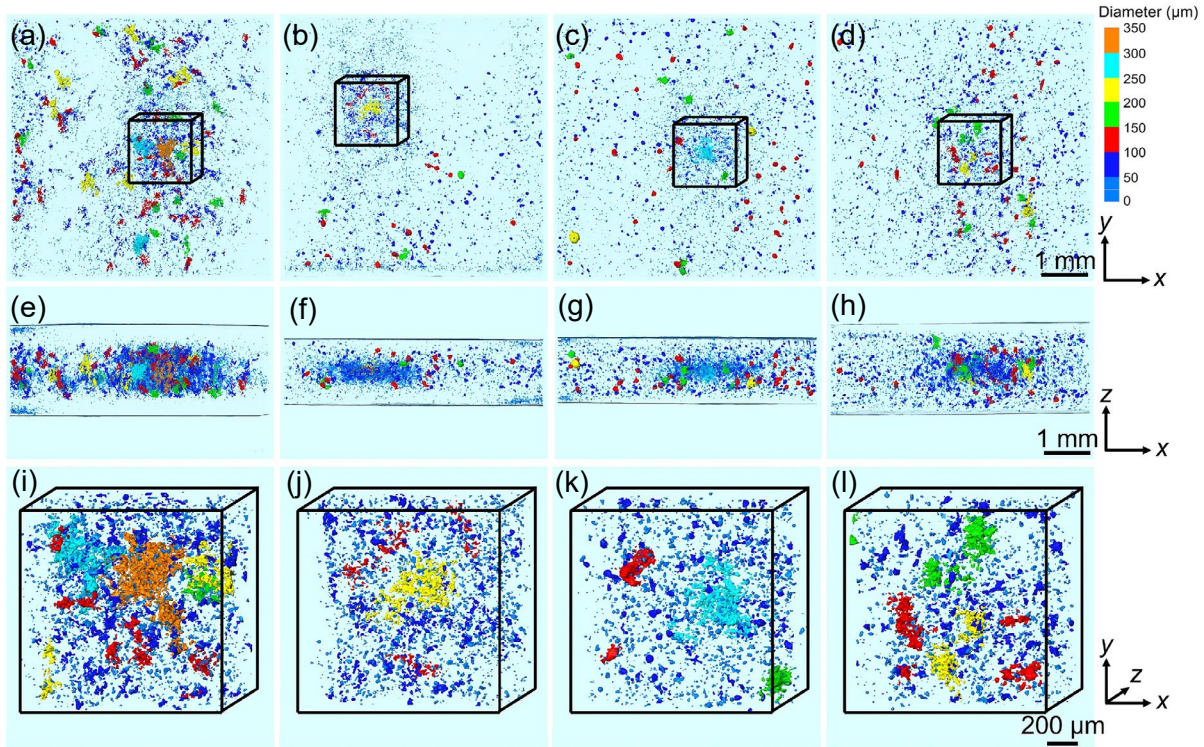 (a) (b) (c) (d)
Diameter (μm)
350
300
250
200
150
100
50
0
1 mm
y
x
(e) (f) (g) (h)
z
1 mm
x
(i) (j) (k) (l)
y
z
x
200 μm